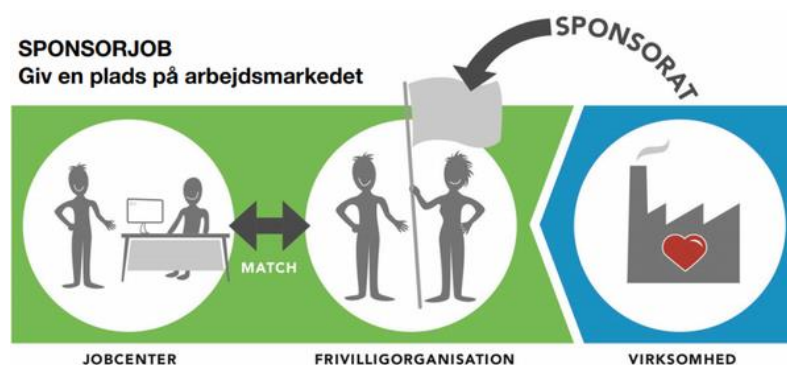 SPONSORJOB
Giv en plads på arbejdsmarkedet
SPONSORAT
MATCH
JOBCENTER
FRIVILLIGORGANISATION
VIRKSOMHED